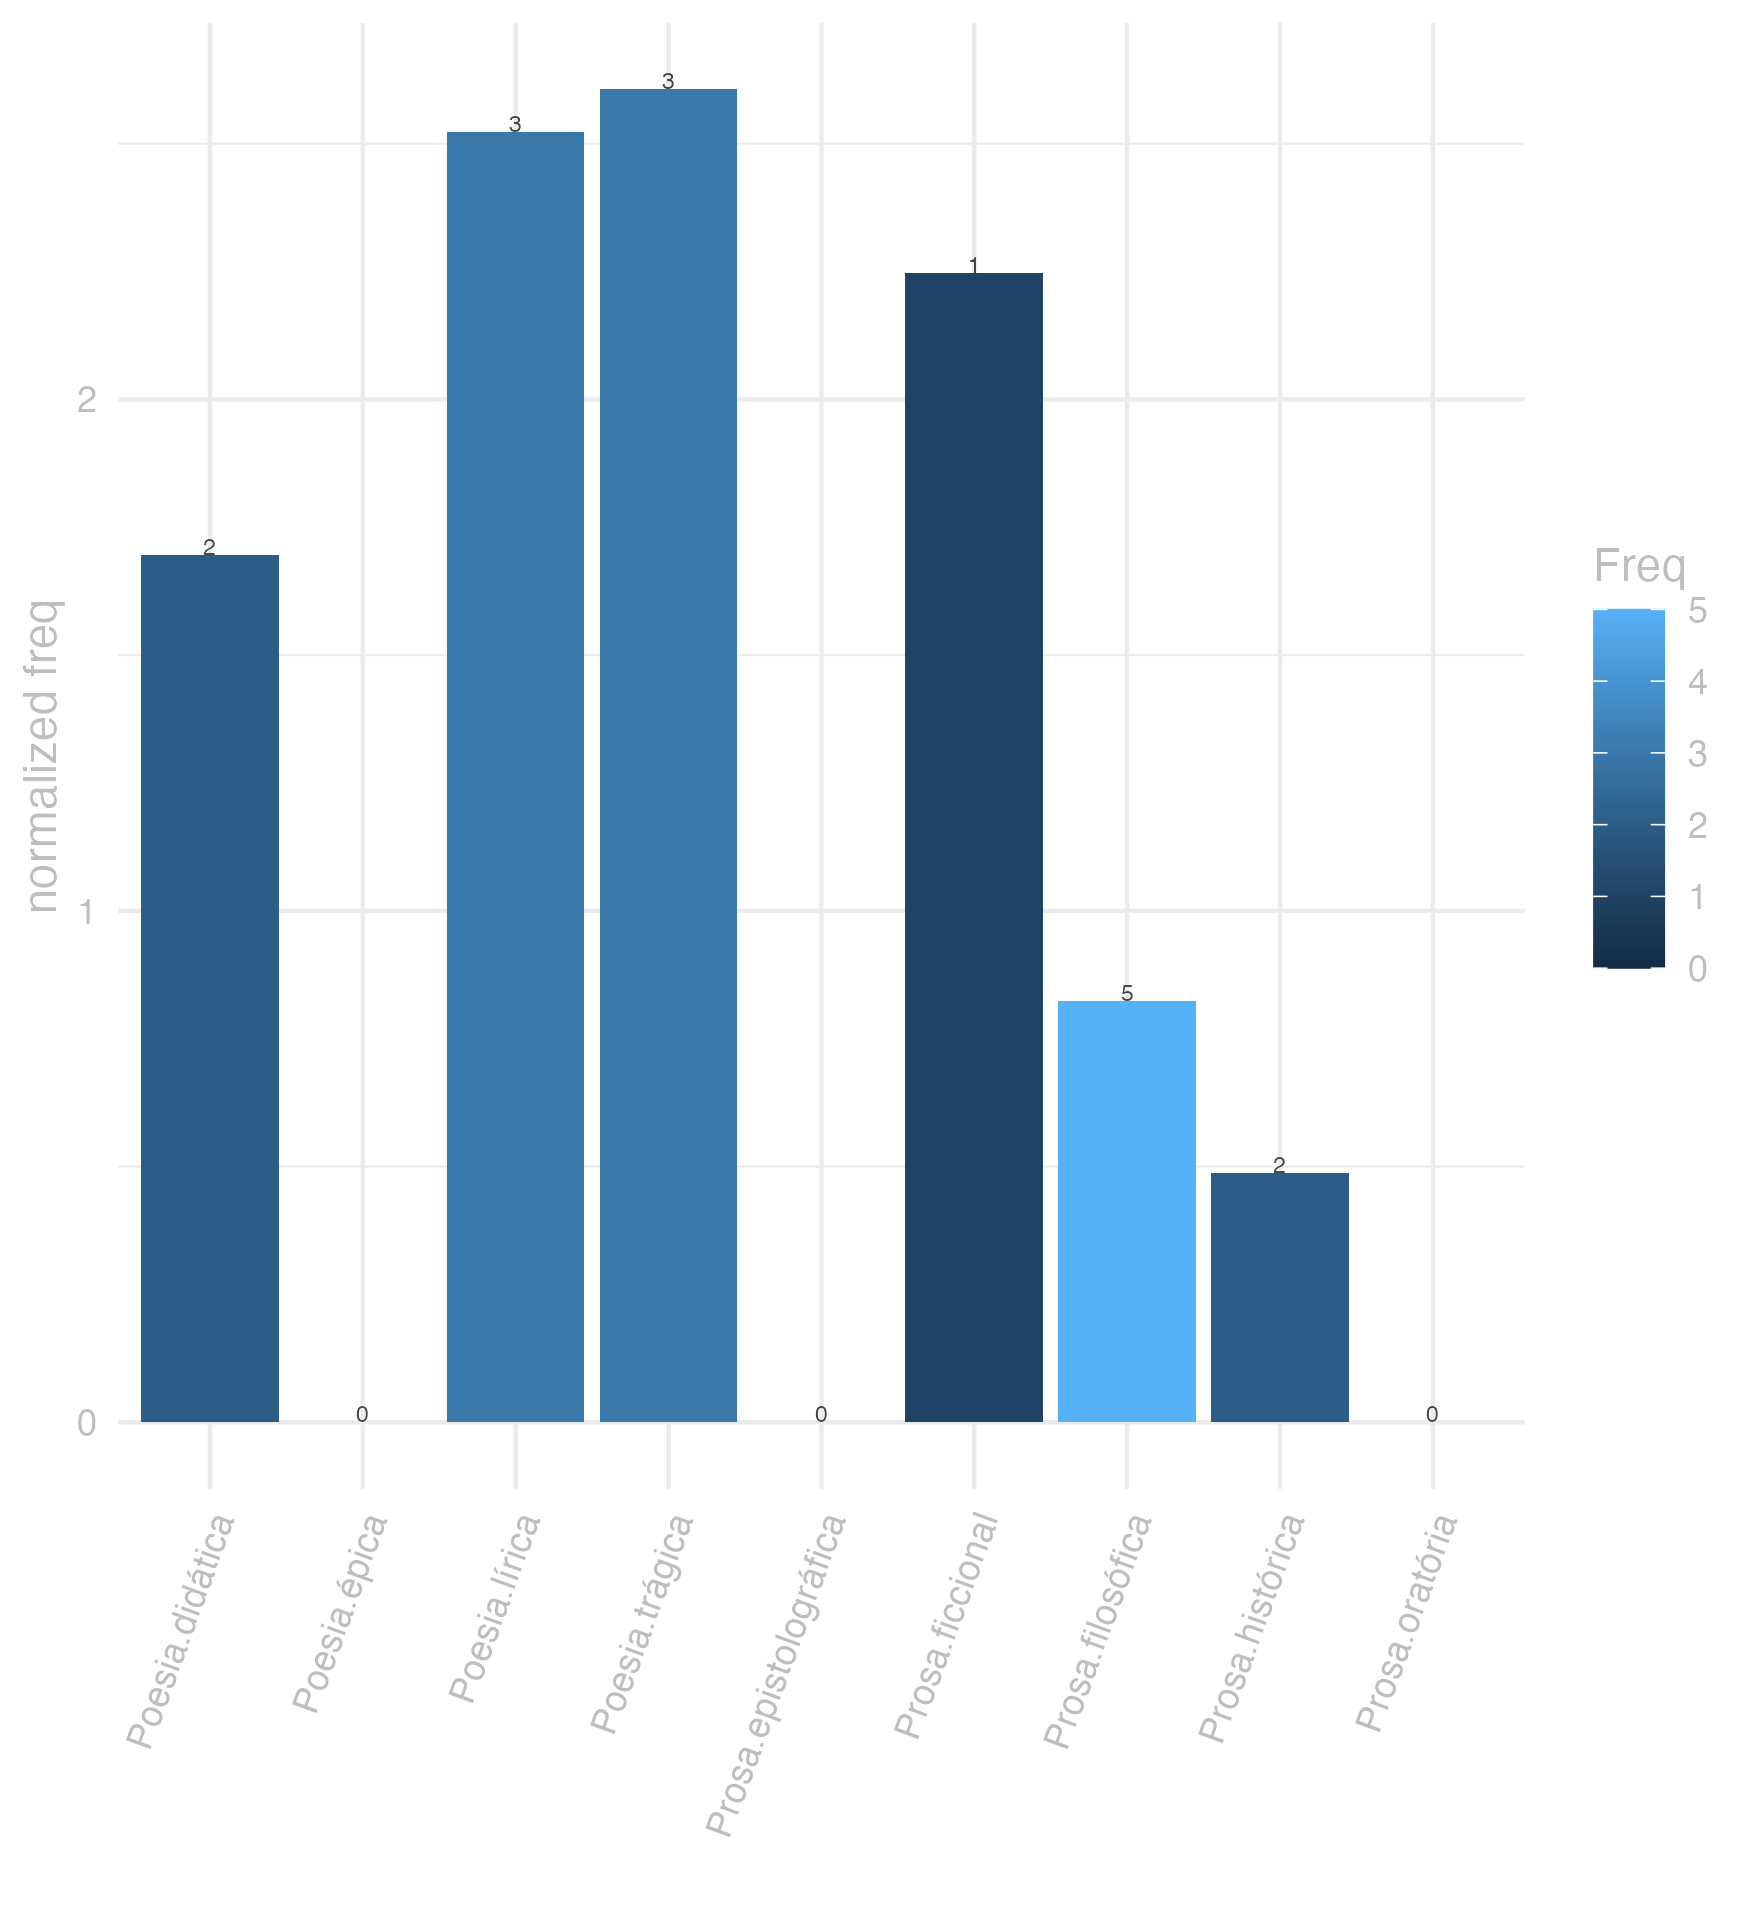 3
3
1
2
5
2
0
0
0
2
1
0
normalized freq
Poesia.didática
Poesia.épica
Poesia.lírica
Poesia.trágica
Prosa.epistolográfica
Prosa.ficcional
Prosa.filosófica
Prosa.histórica
Prosa.oratória
Freq
5
4
3
2
1
0